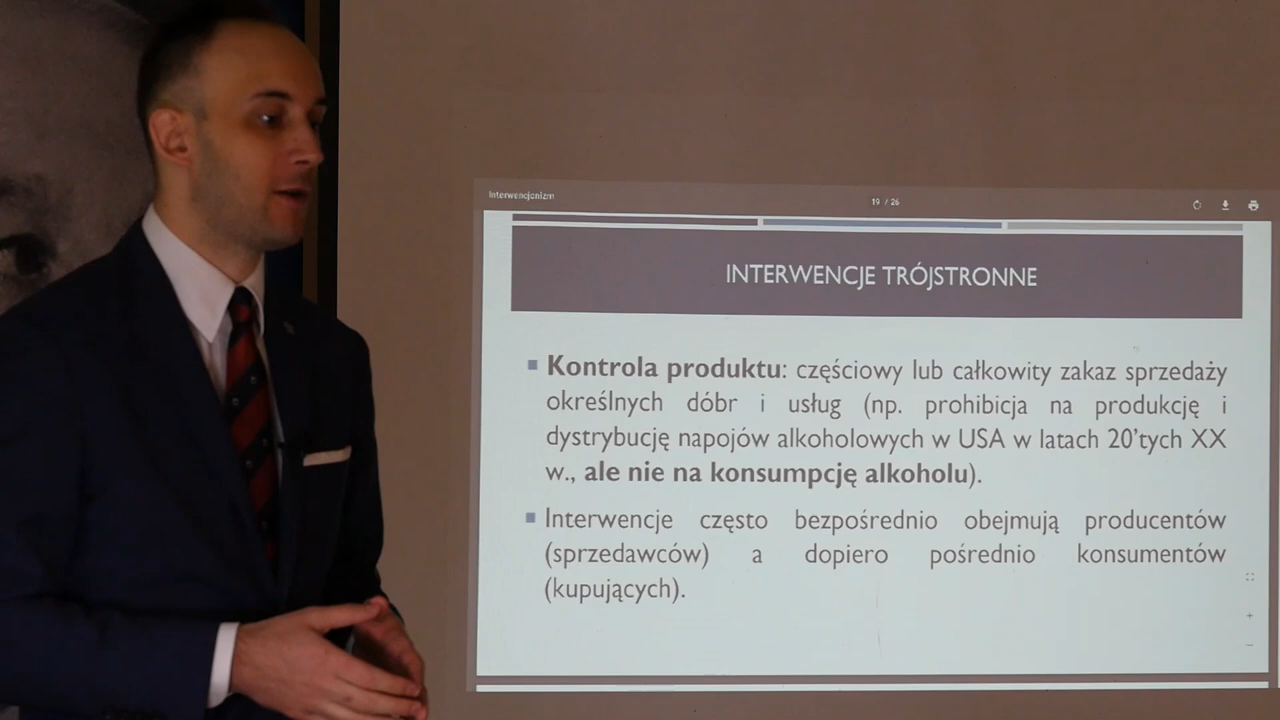 Interwencjonizm
19 / 26
INTERWENCJE TRÓJSTRONNE
Kontrola produktu: częściowy lub całkowity zakaz sprzedaży
określnych dóbr i usług (np. prohibicja na produkcję i
dystrybucję napojów alkoholowych w USA w latach 20'tych XX
w., ale nie na konsumpcję alkoholu).
Interwencje często bezpośrednio obejmują producentów
(sprzedawców) a dopiero pośrednio konsumentów
(kupujących).